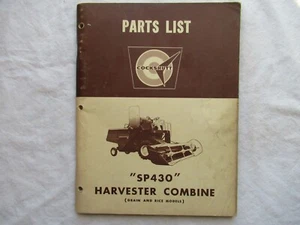 PARTS LIST
COCKSHUTT
"SP430"
HARVESTER COMBINE
(GRAIN AND RICE MODELS)